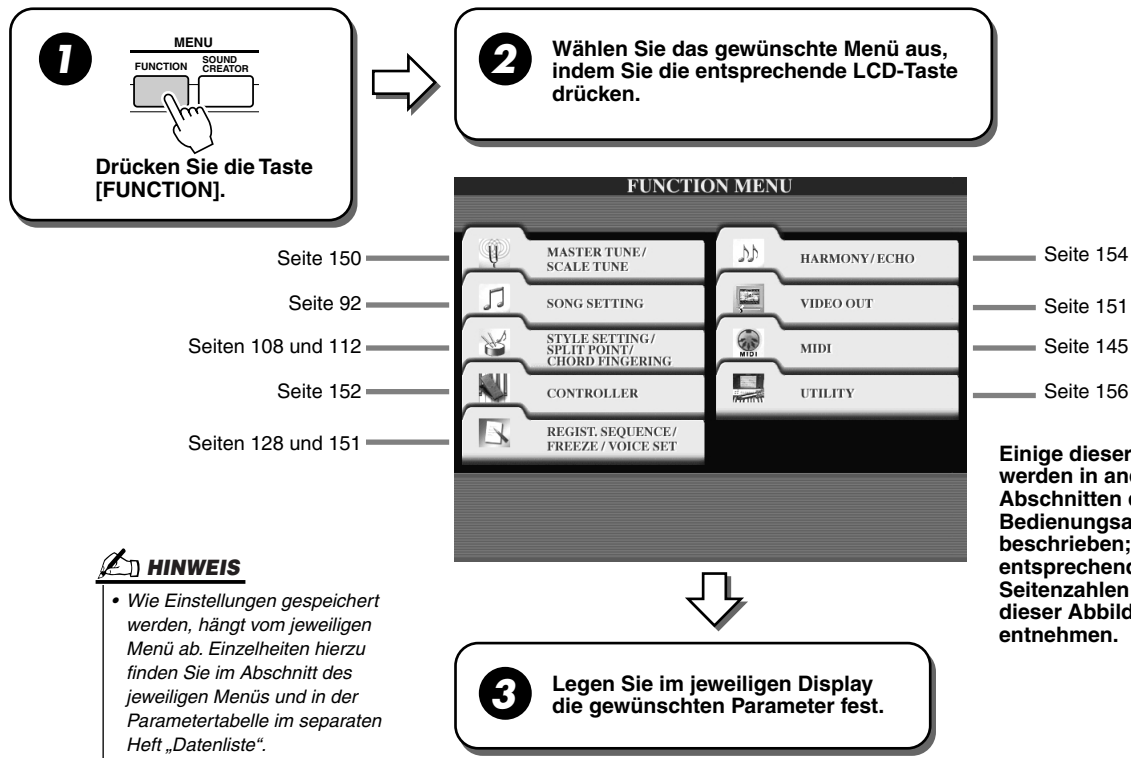 1
MENU
FUNCTION
SOUND
CREATOR
Drücken Sie die Taste
[FUNCTION].
2
Wählen Sie das gewünschte Menü aus,
indem Sie die entsprechende LCD-Taste
drücken.
FUNCTION MENU
Seite 150
MASTER TUNE/
SCALE TUNE
HARMONY/ECHO
Seite 154
Seite 92
SONG SETTING
VIDEO OUT
Seite 151
Seiten 108 und 112
STYLE SETTING/
SPLIT POINT/
CHORD FINGERING
MIDI
MIDI
Seite 145
Seite 152
CONTROLLER
UTILITY
Seite 156
Seiten 128 und 151
REGIST. SEQUENCE/
FREEZE / VOICE SET
Einige dieser
werden in
Abschnitten
beschrieben;
Seitenzahlen
entnehmen.
HINWEIS
• Wie Einstellungen gespeichert
werden, hängt vom jeweiligen
Menü ab. Einzelheiten hierzu
finden Sie im Abschnitt des
jeweiligen Menüs und in der
Parametertabelle im separaten
Heft „Datenliste“.
3
Legen Sie im jeweiligen Display
die gewünschten Parameter fest.